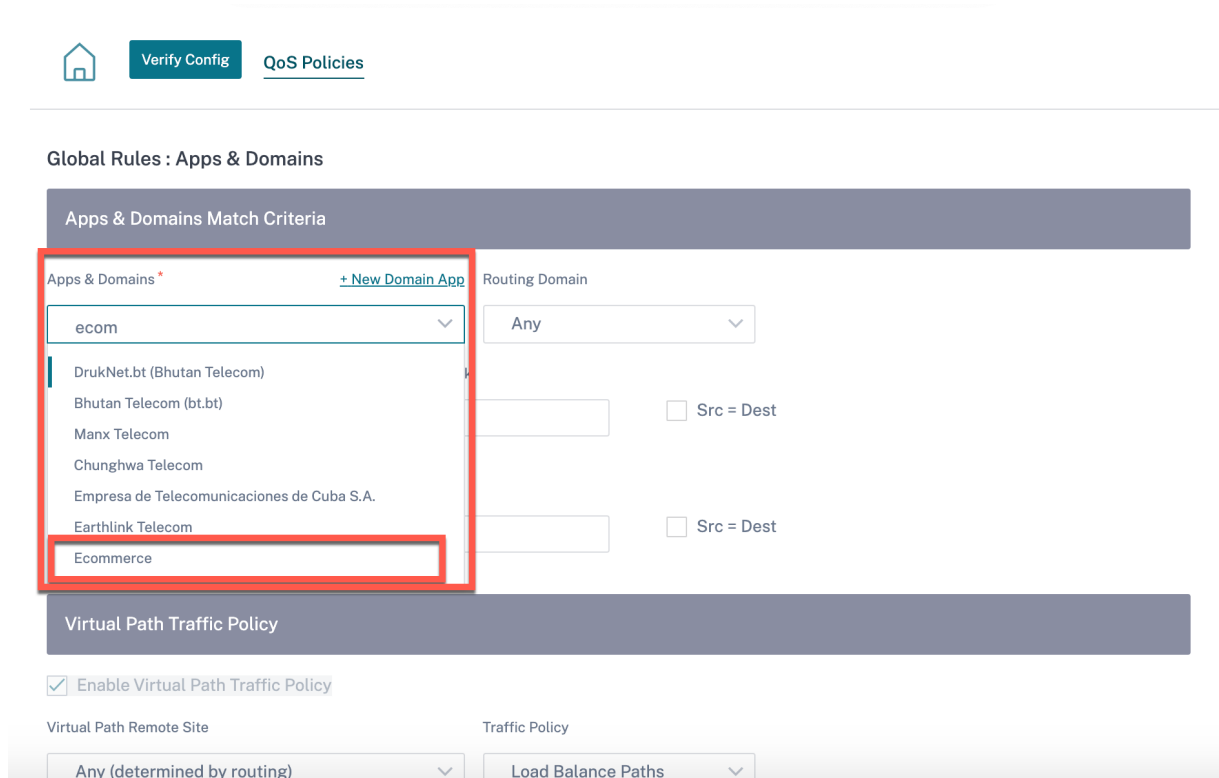 Verify Config
QoS Policies
Global Rules : Apps & Domains
Apps & Domains Match Criteria
Apps & Domains *
+ New Domain App
Routing Domain
ecom
Any
DrukNet.bt (Bhutan Telecom)
Bhutan Telecom (bt.bt)
Src = Dest
Manx Telecom
Chunghwa Telecom
Empresa de Telecomunicaciones de Cuba S.A.
Earthlink Telecom
Src = Dest
Ecommerce
Virtual Path Traffic Policy
Enable Virtual Path Traffic Policy
Virtual Path Remote Site
Traffic Policy
Any (determined by routing)
Load Balance Paths